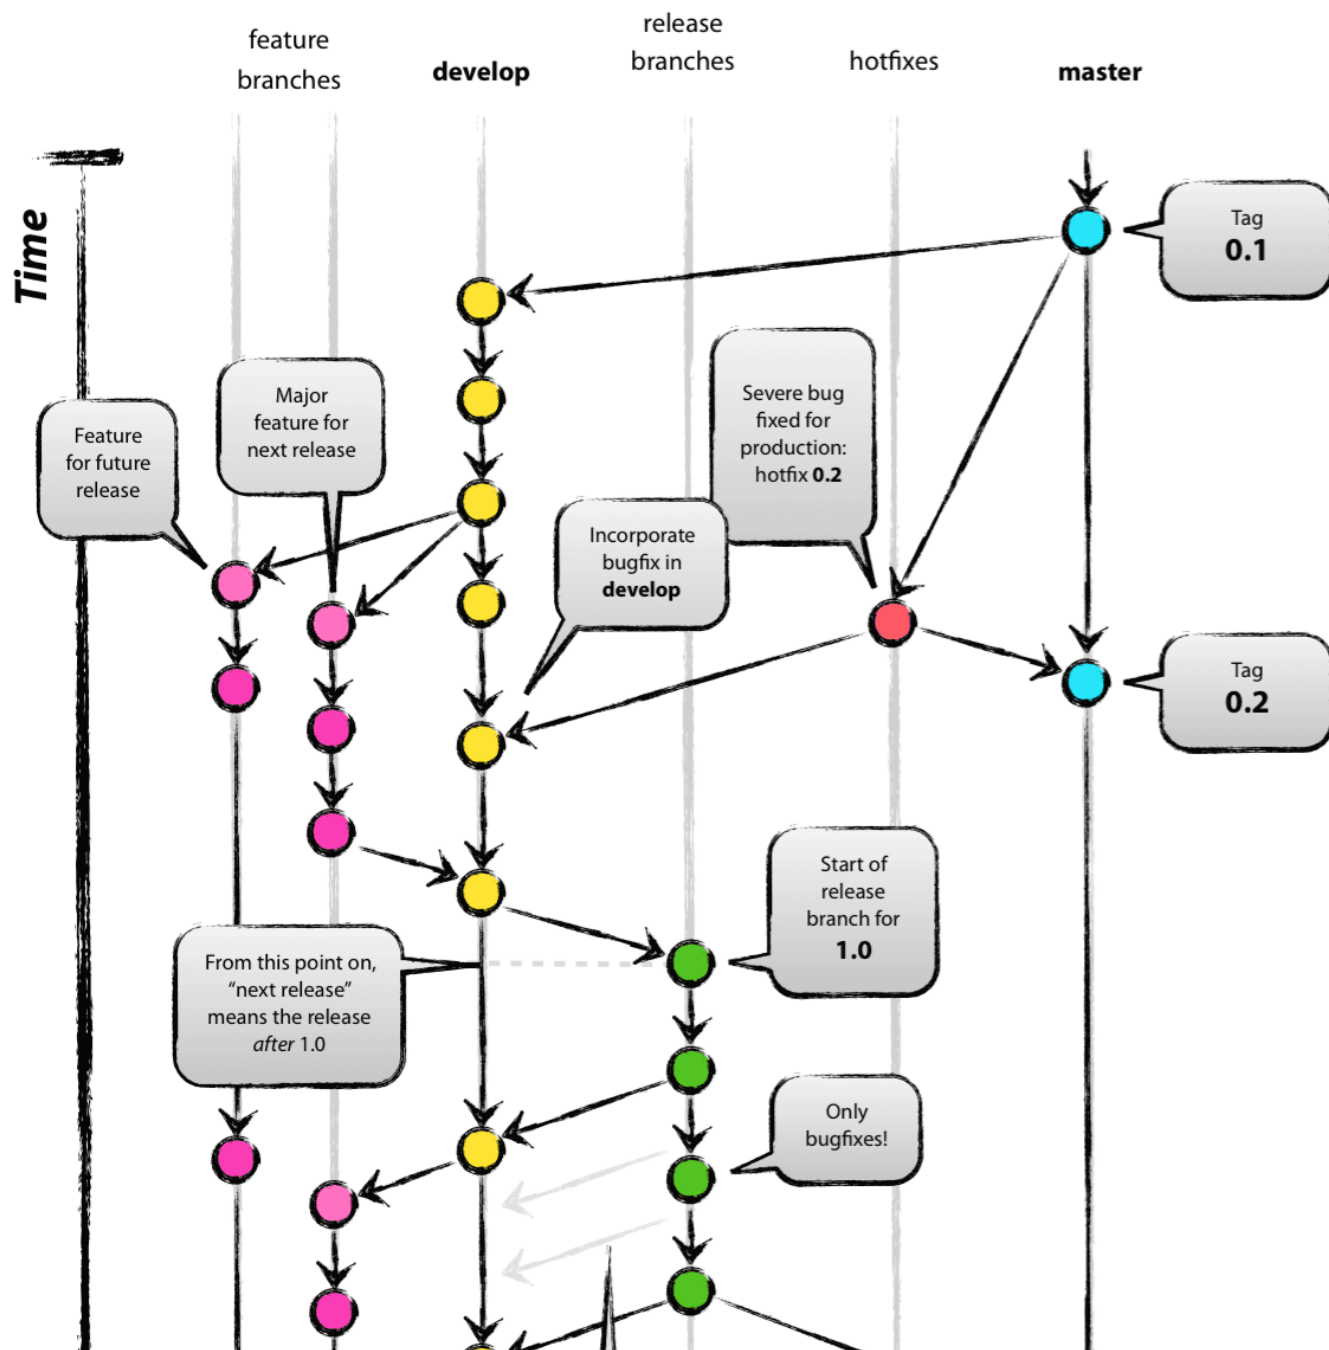 feature
branches
develop
release
branches
hotfixes
master
Time
Tag
0.1
Major
feature for
next release
Feature
for future
release
Severe bug
fixed for
production:
hotfix 0.2
Incorporate
bugfix in
develop
Tag
0.2
Start of
release
branch for
1.0
From this point on,
“next release”
means the release
after 1.0
Only
bugfixes!